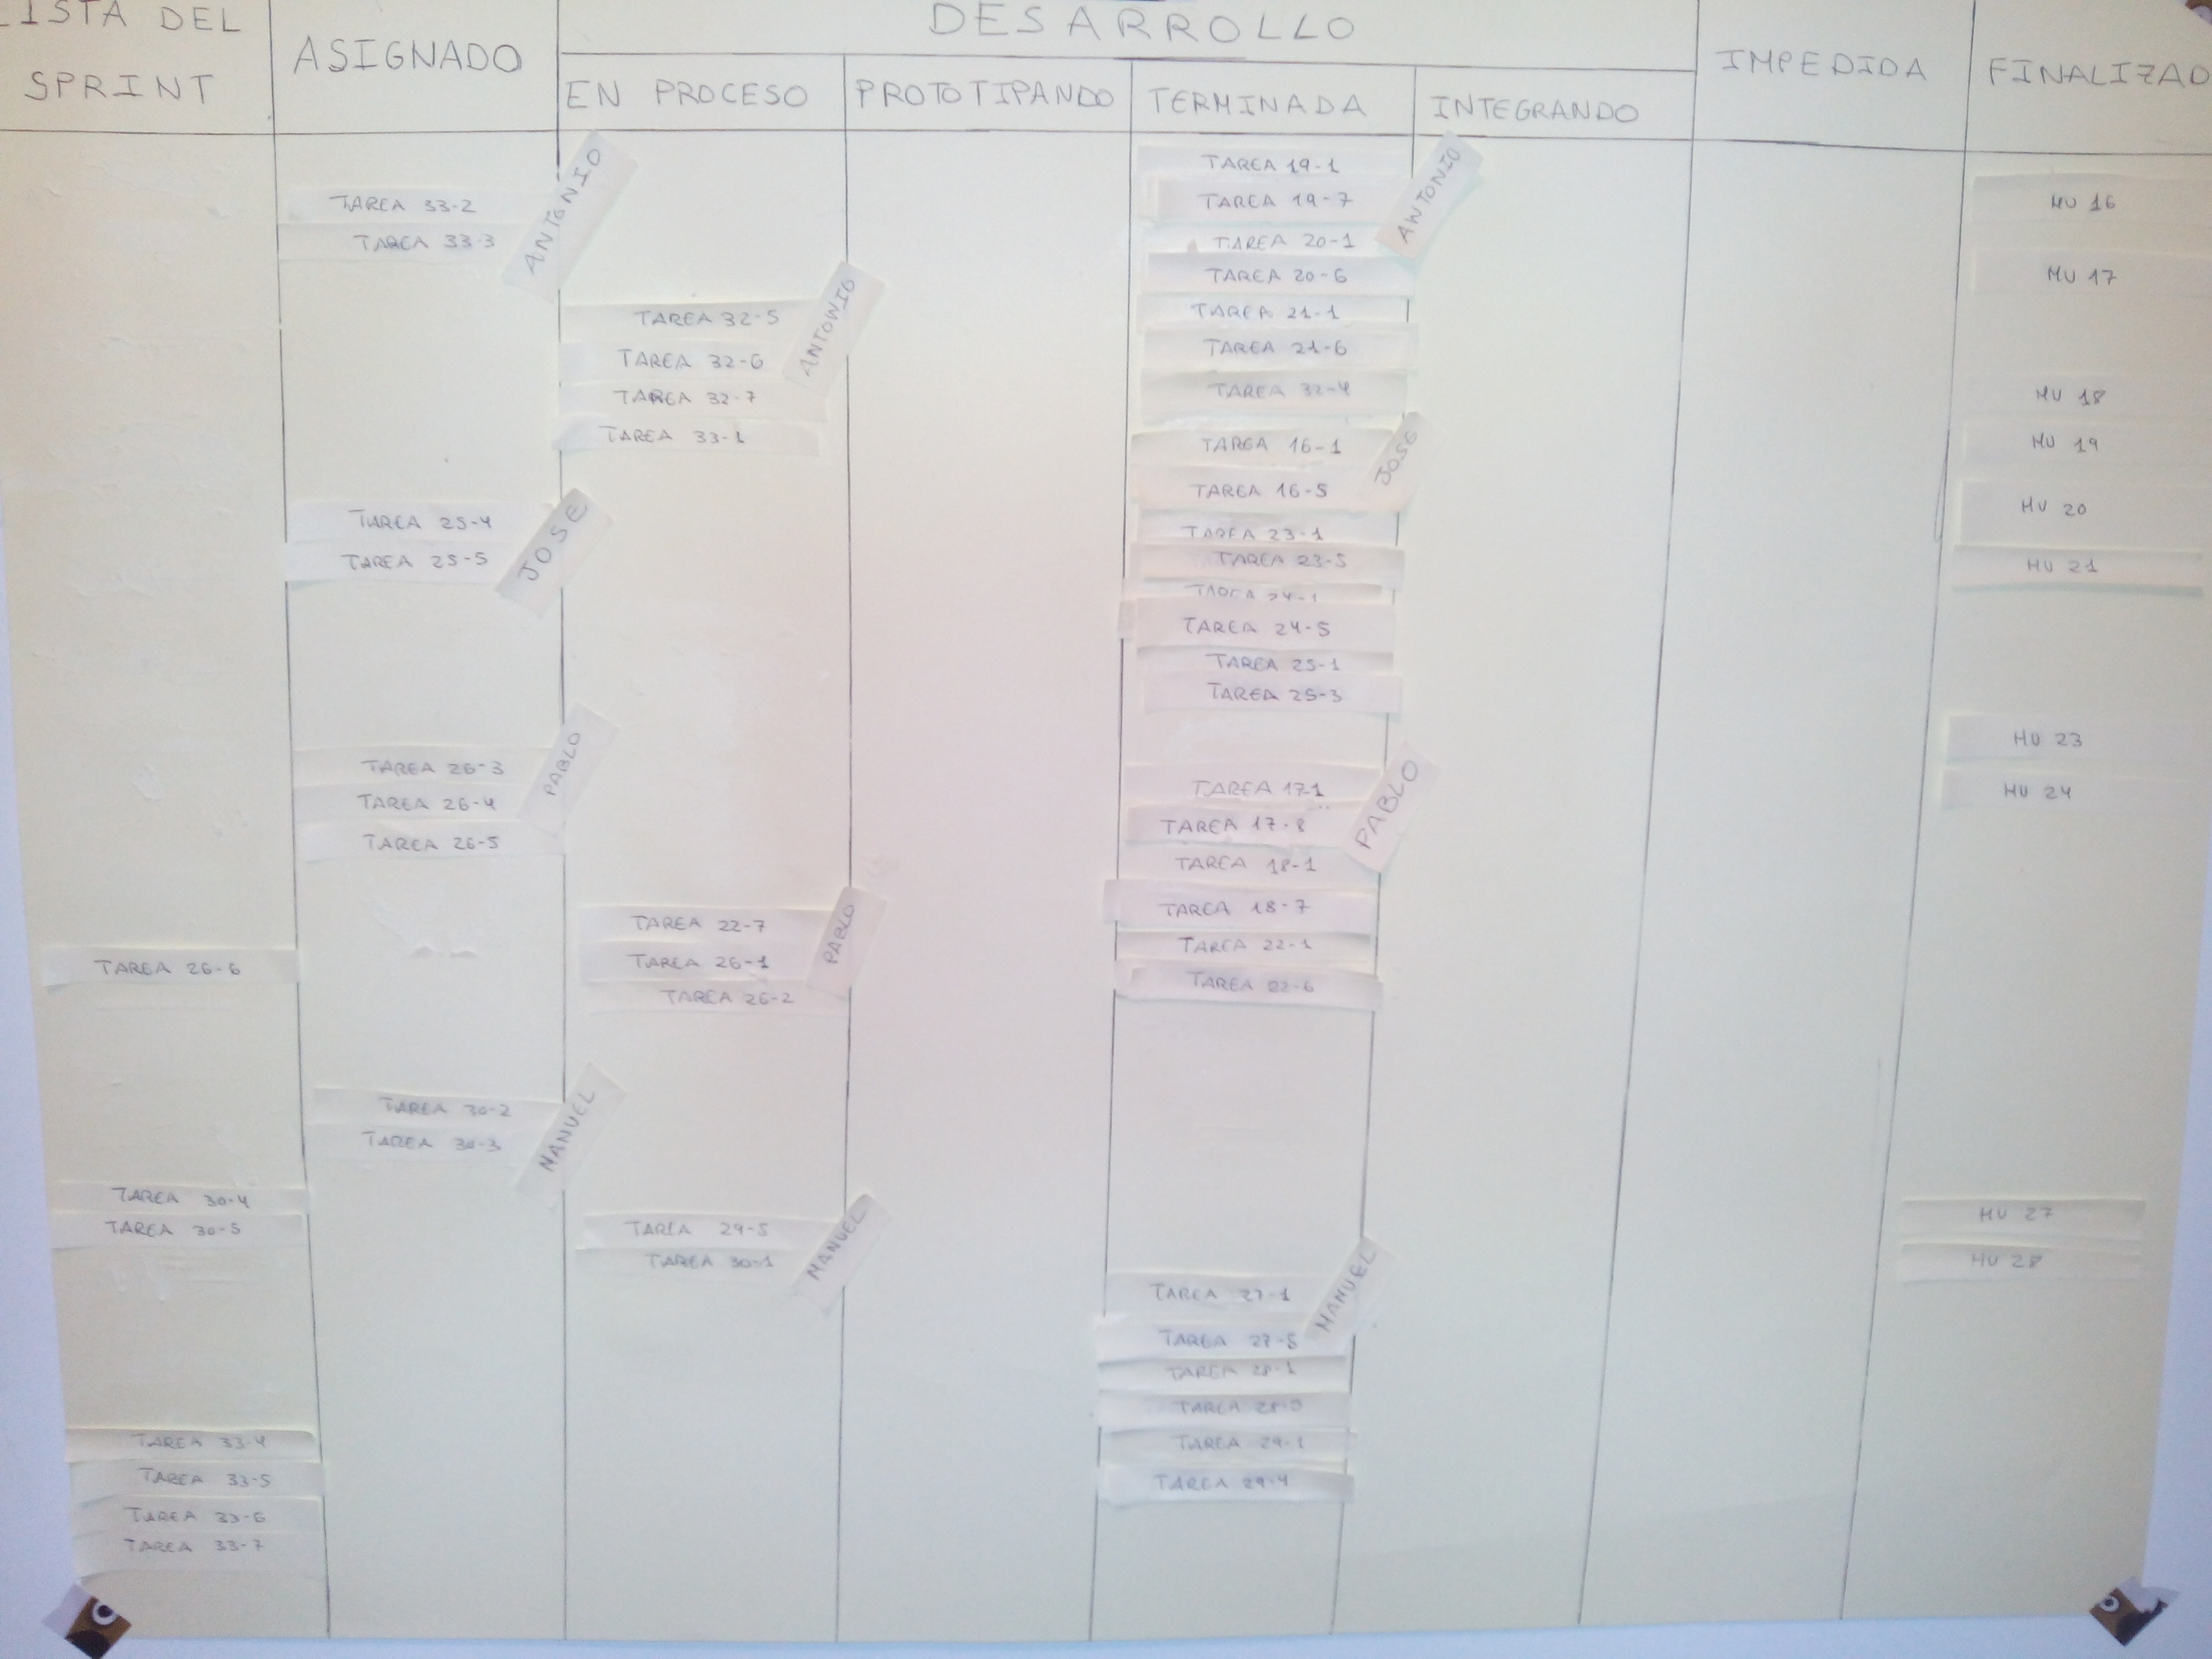 LISTA DEL
SPRINT
ASIGNADO
DESARROLLO
EN PROCESO
PROTOTIPANDO
TERMINADA
INTEGRANDO
IMPEDIDA
FINALIZAD
TAREA 26-6
TAREA 30-4
TAREA 30-5
TAREA 33-4
TAREA 33-5
TAREA 33-6
TAREA 33-7
TAREA 33-2
TAREA 33-3
ANTONIO
TAREA 25-4
TAREA 25-5
JOSE
TAREA 26-3
TAREA 26-4
TAREA 26-5
PABLO
TAREA 30-2
TAREA 30-3
MANUEL
TAREA 32-5
TAREA 32-6
TAREA 32-7
TAREA 33-1
ANTONIO
TAREA 22-7
TAREA 26-1
TAREA 26-2
PABLO
TAREA 29-5
TAREA 30-1
MANUEL
TAREA 19-1
TAREA 19-7
TAREA 20-1
TAREA 20-6
TAREA 21-1
TAREA 21-6
TAREA 32-4
ANTONIO
TAREA 16-1
TAREA 16-5
TAREA 23-1
TAREA 23-5
TAREA 24-1
TAREA 24-5
TAREA 25-1
TAREA 25-3
JOSE
TAREA 17-1
TAREA 17-8
TAREA 18-1
TAREA 18-7
TAREA 22-1
TAREA 22-6
PABLO
TAREA 27-1
TAREA 27-5
TAREA 28-1
TAREA
TAREA 29-1
TAREA 29-4
MANUEL
HU 16
HU 17
HU 18
HU 19
HU 20
HU 21
HU 23
HU 24
HU 27
HU 28